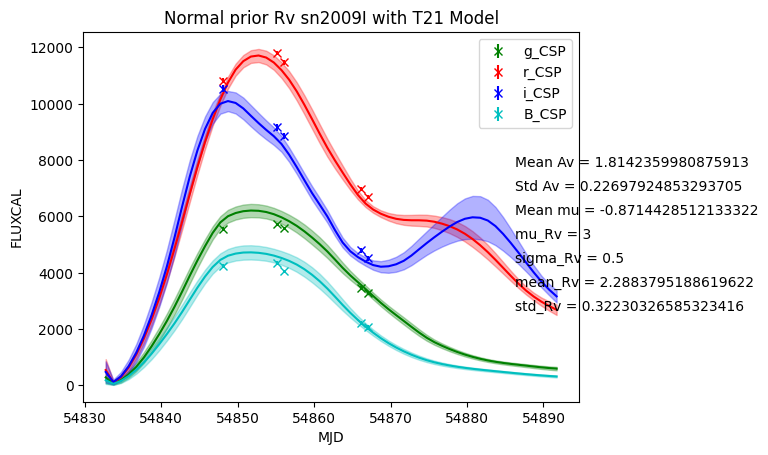 Normal prior Rv sn2009I with T21 Model
12000
10000
8000
6000
4000
2000
0
FLUXCAL
g_CSP
r_CSP
i_CSP
B_CSP
Mean Av = 1.8142359980875913
Std Av = 0.22697924853293705
Mean mu = -0.8714428512133322
mu_Rv = 3
sigma_Rv = 0.5
mean_Rv = 2.2883795188619622
std_Rv = 0.32230326585323416
54830 54840 54850 54860 54870 54880 54890
MJD